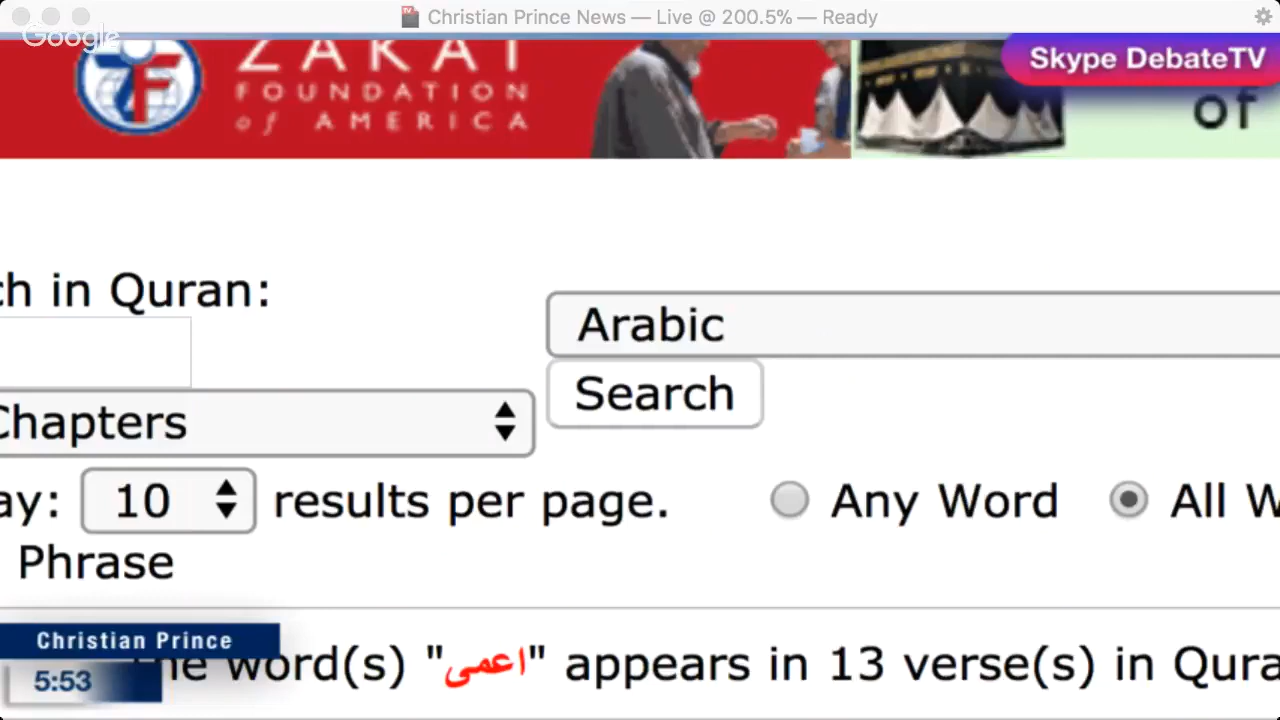 Christian Prince News — Live @ 200.5% — Ready
Google
ZAKAT
FOUNDATION
of AMERICA
Skype DebateTV
of
ch in Quran:
Arabic
Search
Chapters
ay: 10 results per page. Any Word All W
Phrase
Christian Prince
he word(s) "اعمى" appears in 13 verse(s) in Qura
5:53